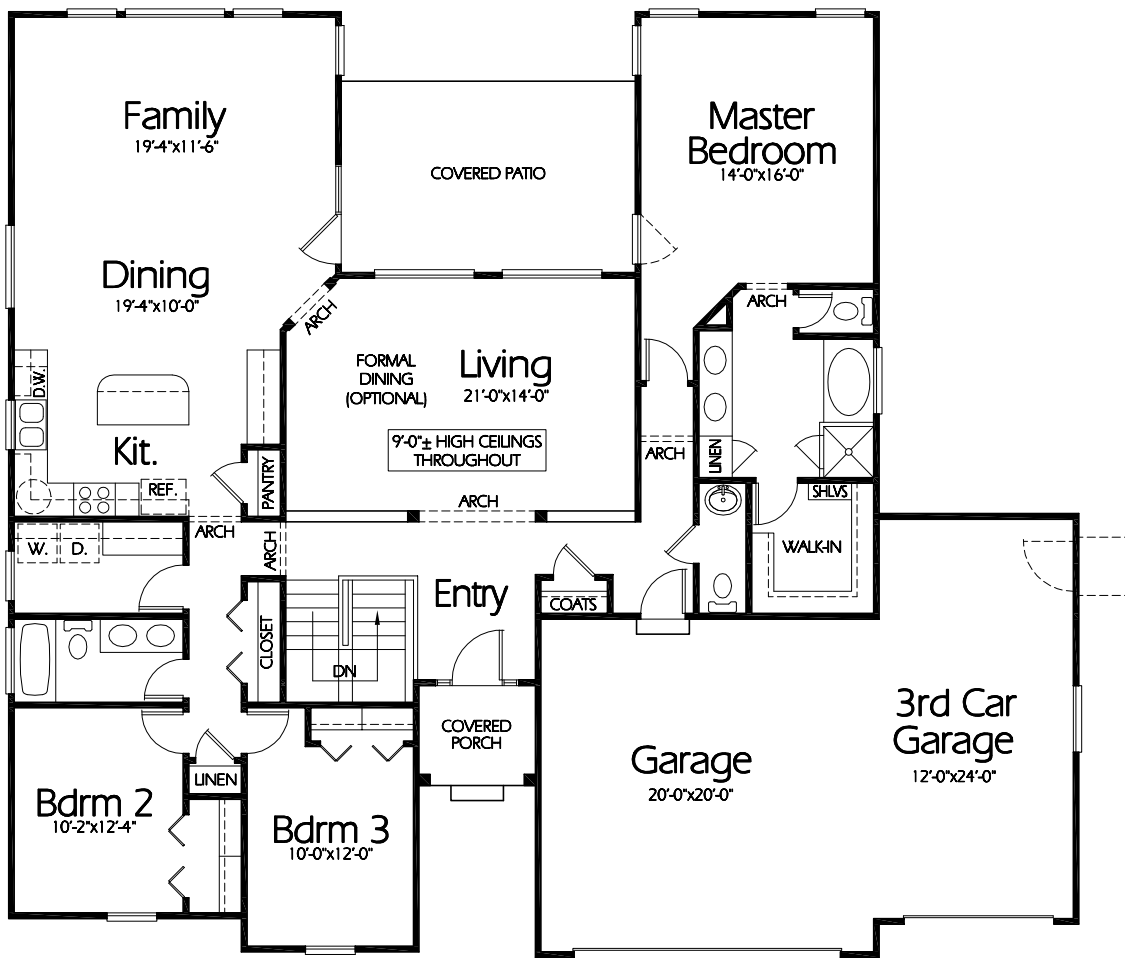 Family
19'-4"x11'-6"
COVERED PATIO
Master
Bedroom
14'-0"x16'-0"
Dining
19'-4"x10'-0"
ARCH
ARCH
D.W.
FORMAL
DINING
(OPTIONAL)
Living
21'-0"x14'-0"
9'-0"± HIGH CEILINGS
THROUGHOUT
Kit.
REF.
PANTRY
ARCH
ARCH
LINEN
SHLVS
WALK-IN
ARCH
ARCH
W.
D.
Entry
COATS
CLOSET
DN
COVERED
PORCH
LINEN
Bdrm 2
10'-2"x12'-4"
Bdrm 3
10'-0"x12'-0"
Garage
20'-0"x20'-0"
3rd Car
Garage
12'-0"x24'-0"